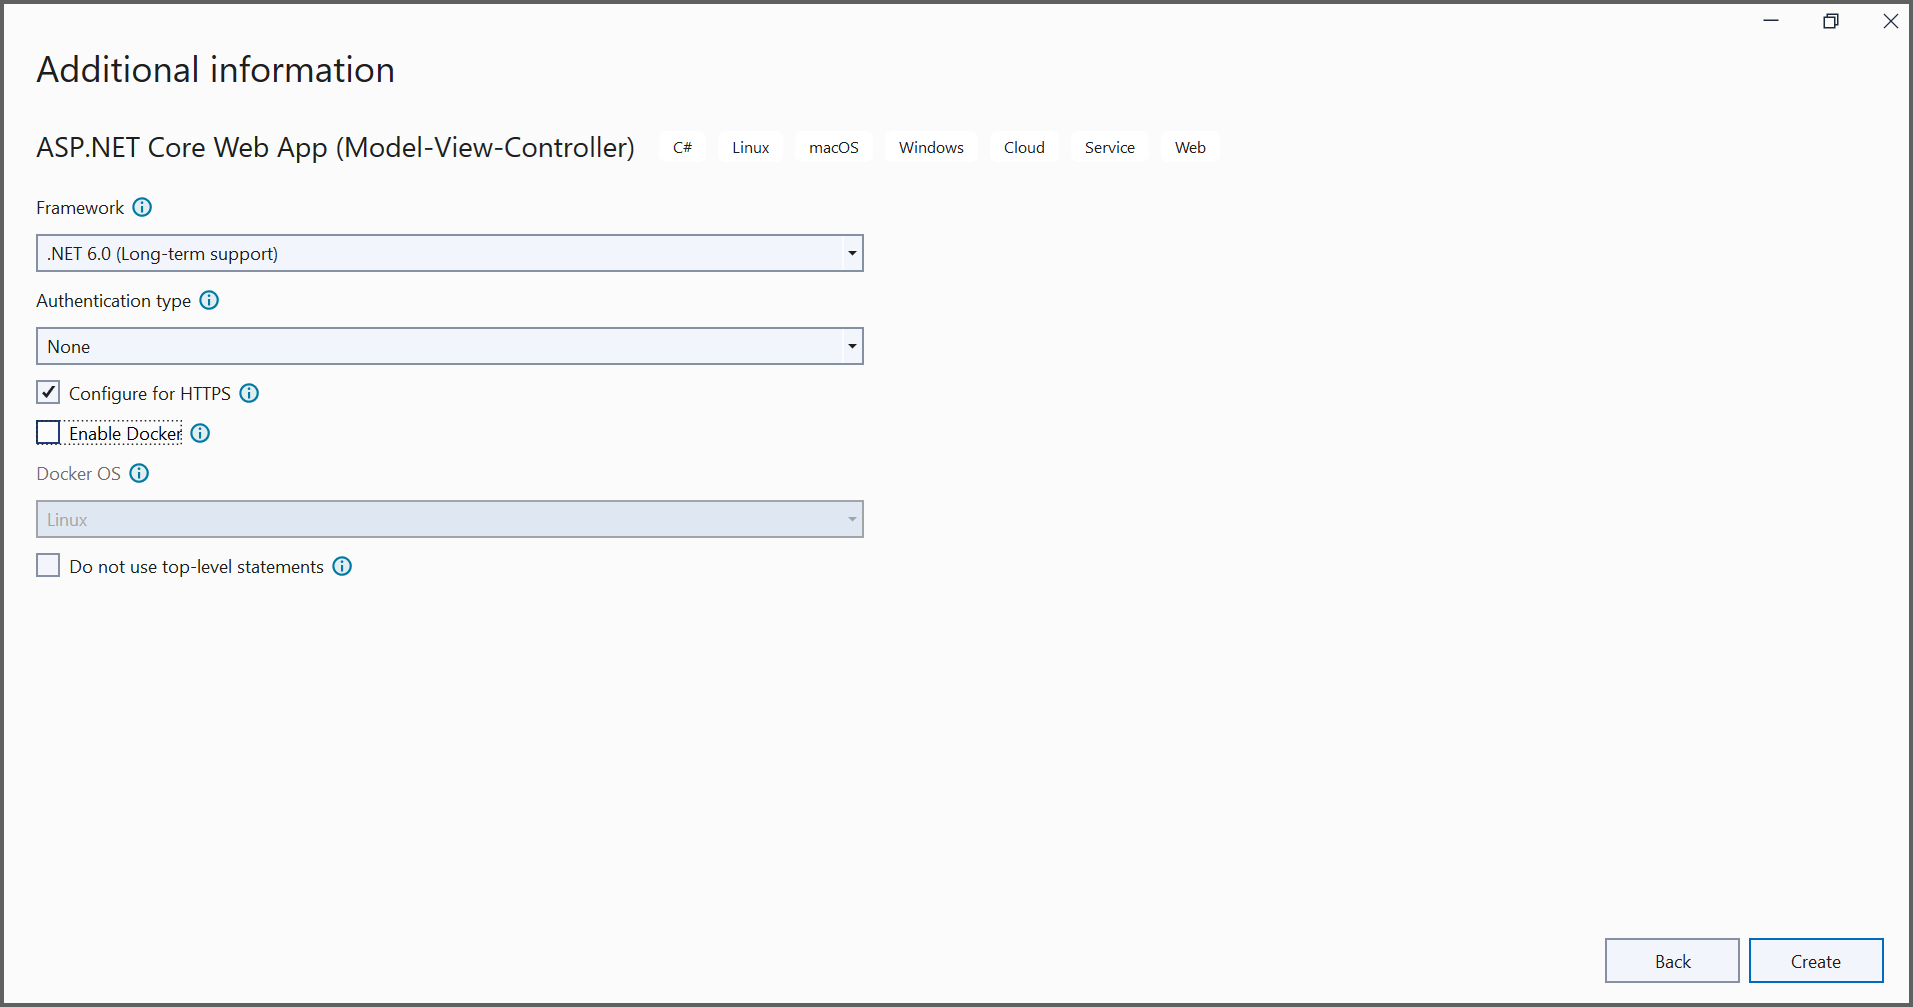 Additional information
ASP.NET Core Web App (Model-View-Controller) C# Linux macOS Windows Cloud Service Web
Framework
.NET 6.0 (Long-term support)
Authentication type
None
Configure for HTTPS
Enable Docker
Docker OS
Linux
Do not use top-level statements
Back Create